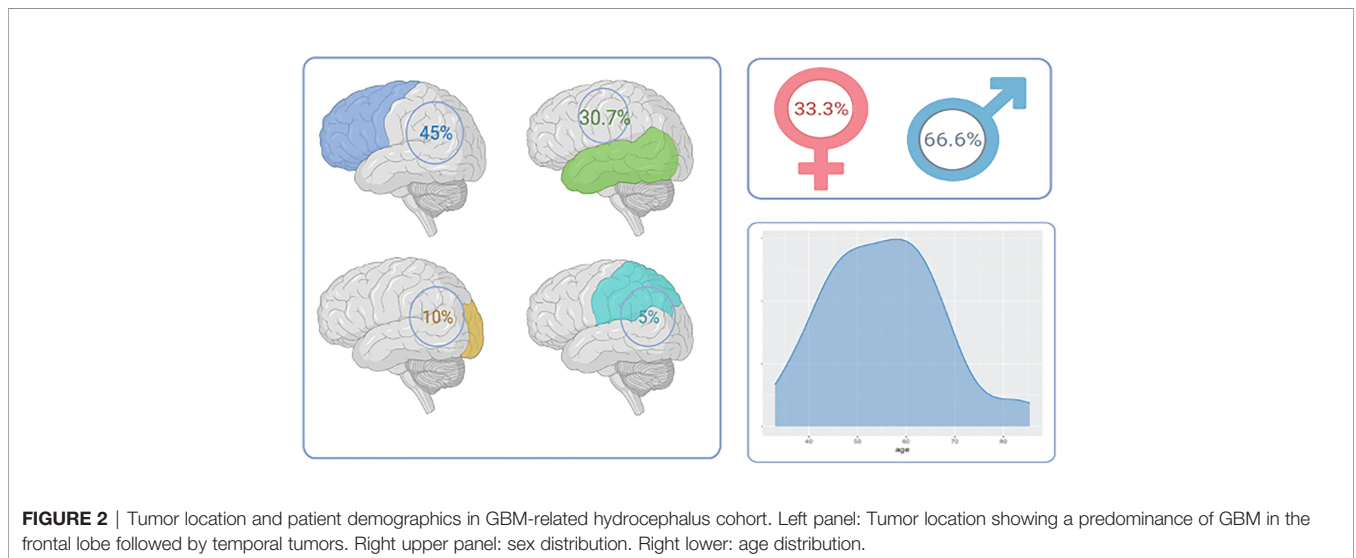 45%
30.7%
10%
5%
33.3%
66.6%
40 50 60 70 80
age
FIGURE 2 | Tumor location and patient demographics in GBM-related hydrocephalus cohort. Left panel: Tumor location showing a predominance of GBM in the
frontal lobe followed by temporal tumors. Right upper panel: sex distribution. Right lower: age distribution.